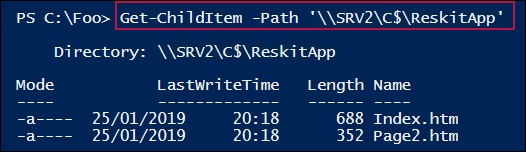 PS C:\Foo> Get-ChildItem -Path '\\SRV2\C$\ReskitApp'
Directory: \\SRV2\C$\ReskitApp
Mode LastWriteTime Length Name
---- ------------- ------ ----
-a---- 25/01/2019 20:18 688 Index.htm
-a---- 25/01/2019 20:18 352 Page2.htm